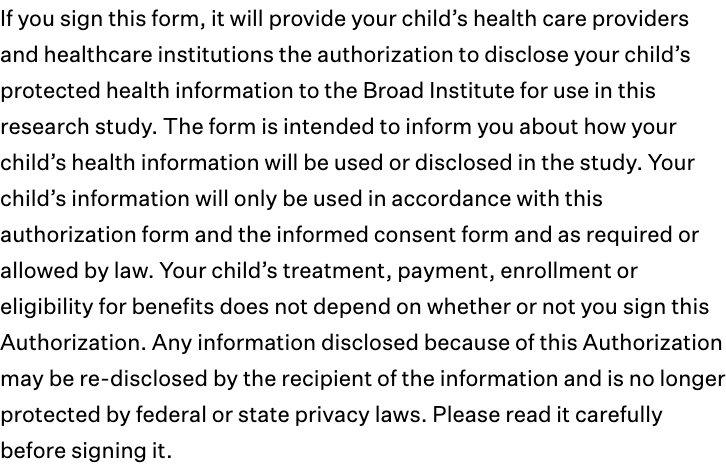 If you sign this form, it will provide your child’s health care providers
and healthcare institutions the authorization to disclose your child’s
protected health information to the Broad Institute for use in this
research study. The form is intended to inform you about how your
child’s health information will be used or disclosed in the study. Your
child’s information will only be used in accordance with this
authorization form and the informed consent form and as required or
allowed by law. Your child’s treatment, payment, enrollment or
eligibility for benefits does not depend on whether or not you sign this
Authorization. Any information disclosed because of this Authorization
may be re-disclosed by the recipient of the information and is no longer
protected by federal or state privacy laws. Please read it carefully
before signing it.